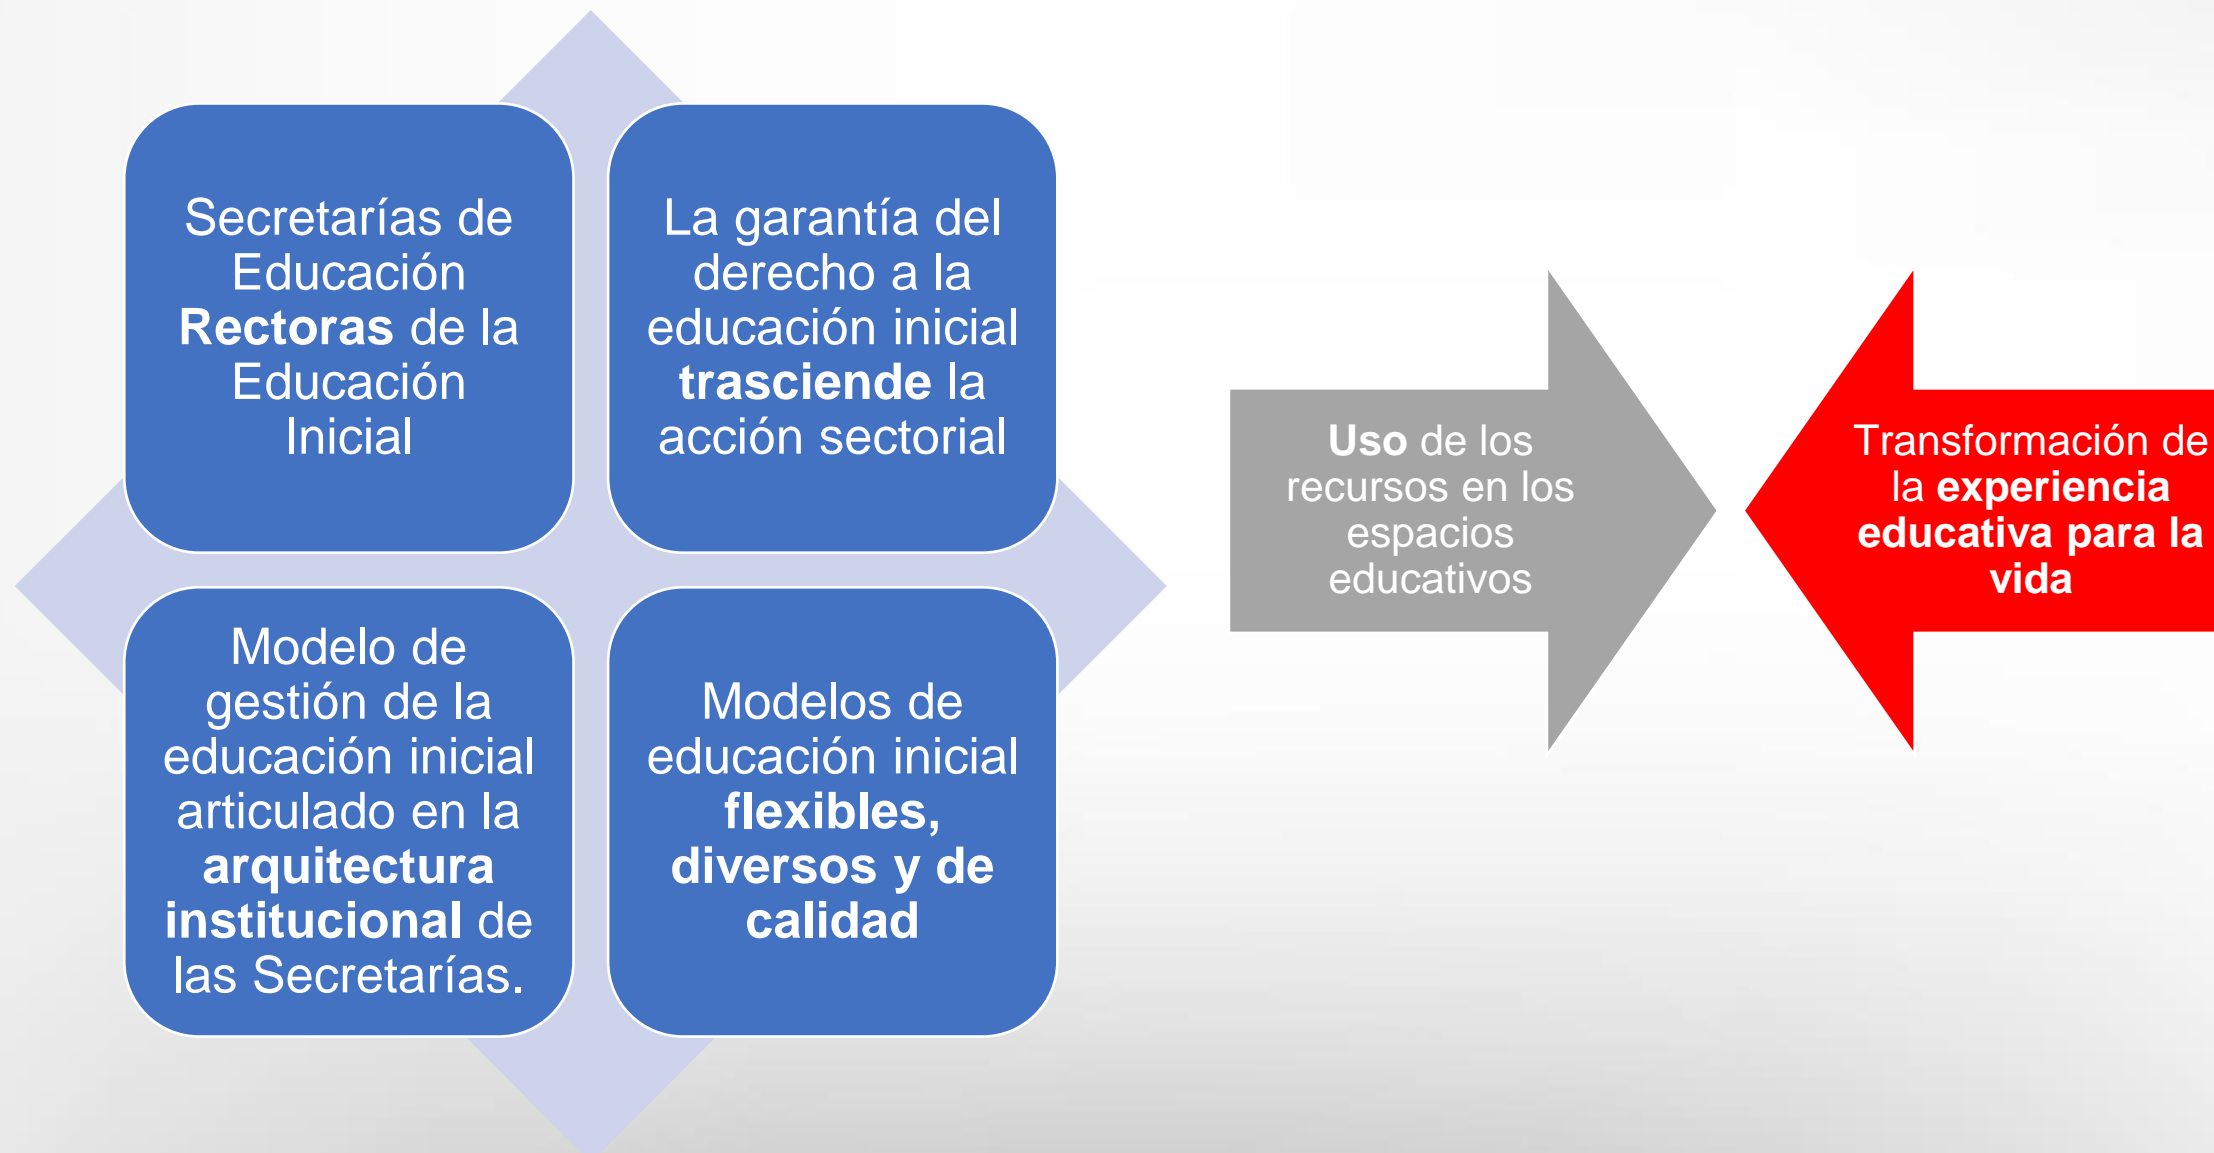 Secretarías de
Educación
Rectoras de la
Educación
Inicial
La garantía del
derecho a la
educación inicial
trasciende la
acción sectorial
Modelo de
gestión de la
educación inicial
articulado en la
arquitectura
institucional de
las Secretarías.
Modelos de
educación inicial
flexibles,
diversos y de
calidad
Uso de los
recursos en los
espacios
educativos
Transformación de
la experiencia
educativa para la
vida